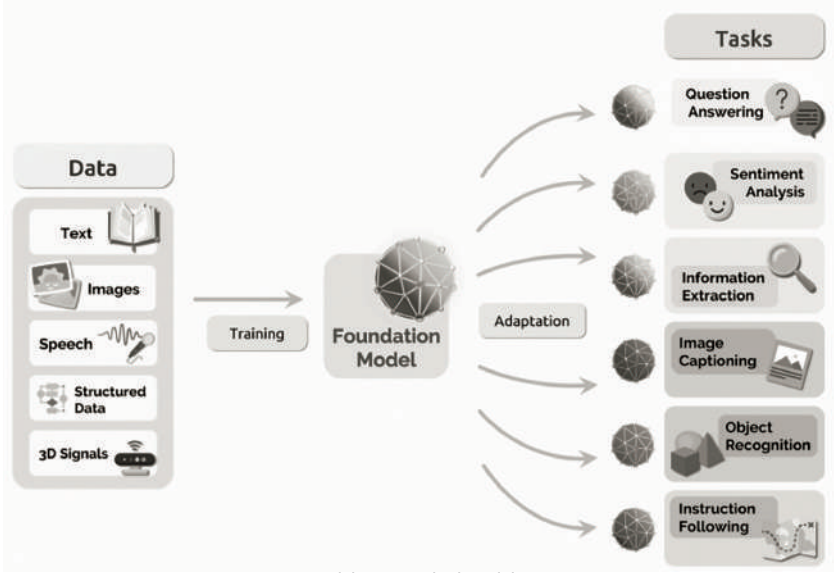 Data
Text
Images
Speech
Structured
Data
3D Signals
Training
Foundation
Model
Adaptation
Tasks
Question
Answering
?
Sentiment
Analysis
Information
Extraction
Image
Captioning
Object
Recognition
Instruction
Following